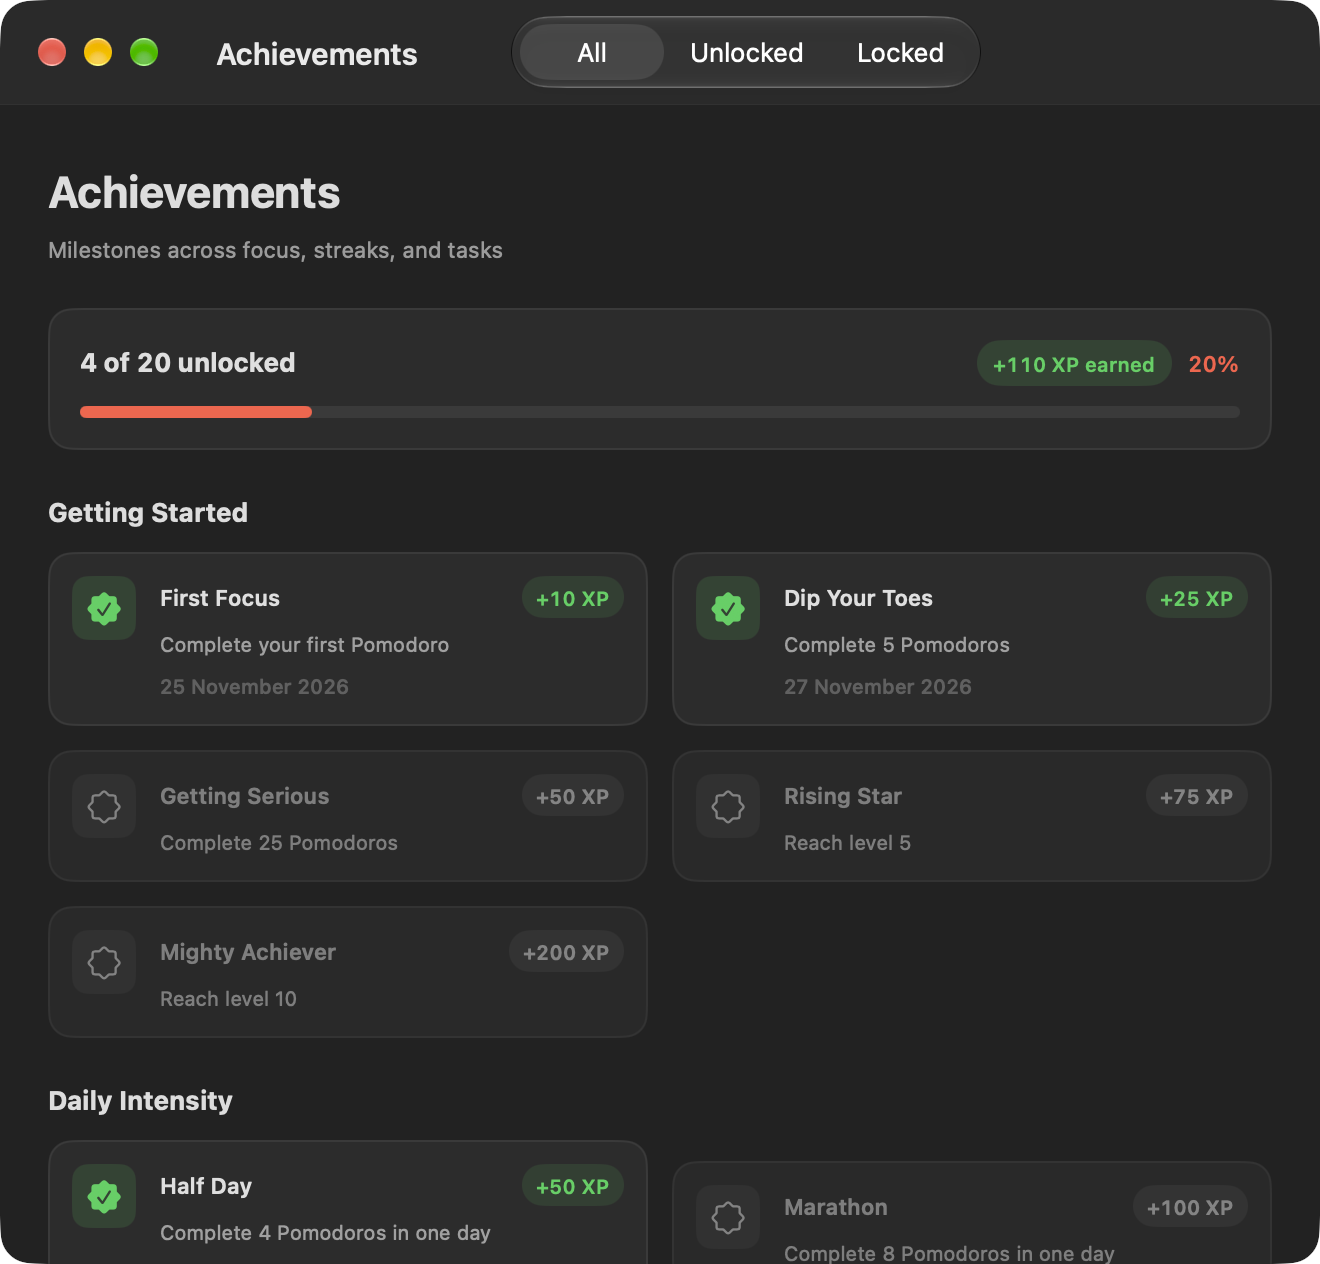 Achievements
All
Unlocked
Locked
Achievements
Milestones across focus, streaks, and tasks
4 of 20 unlocked
+110 XP earned
20%
Getting Started
First Focus
+10 XP
Complete your first Pomodoro
25 November 2026
Dip Your Toes
+25 XP
Complete 5 Pomodoros
27 November 2026
Getting Serious
+50 XP
Complete 25 Pomodoros
Rising Star
+75 XP
Reach level 5
Mighty Achiever
+200 XP
Reach level 10
Daily Intensity
Half Day
+50 XP
Complete 4 Pomodoros in one day
Marathon
+100 XP
Complete 8 Pomodoros in one day